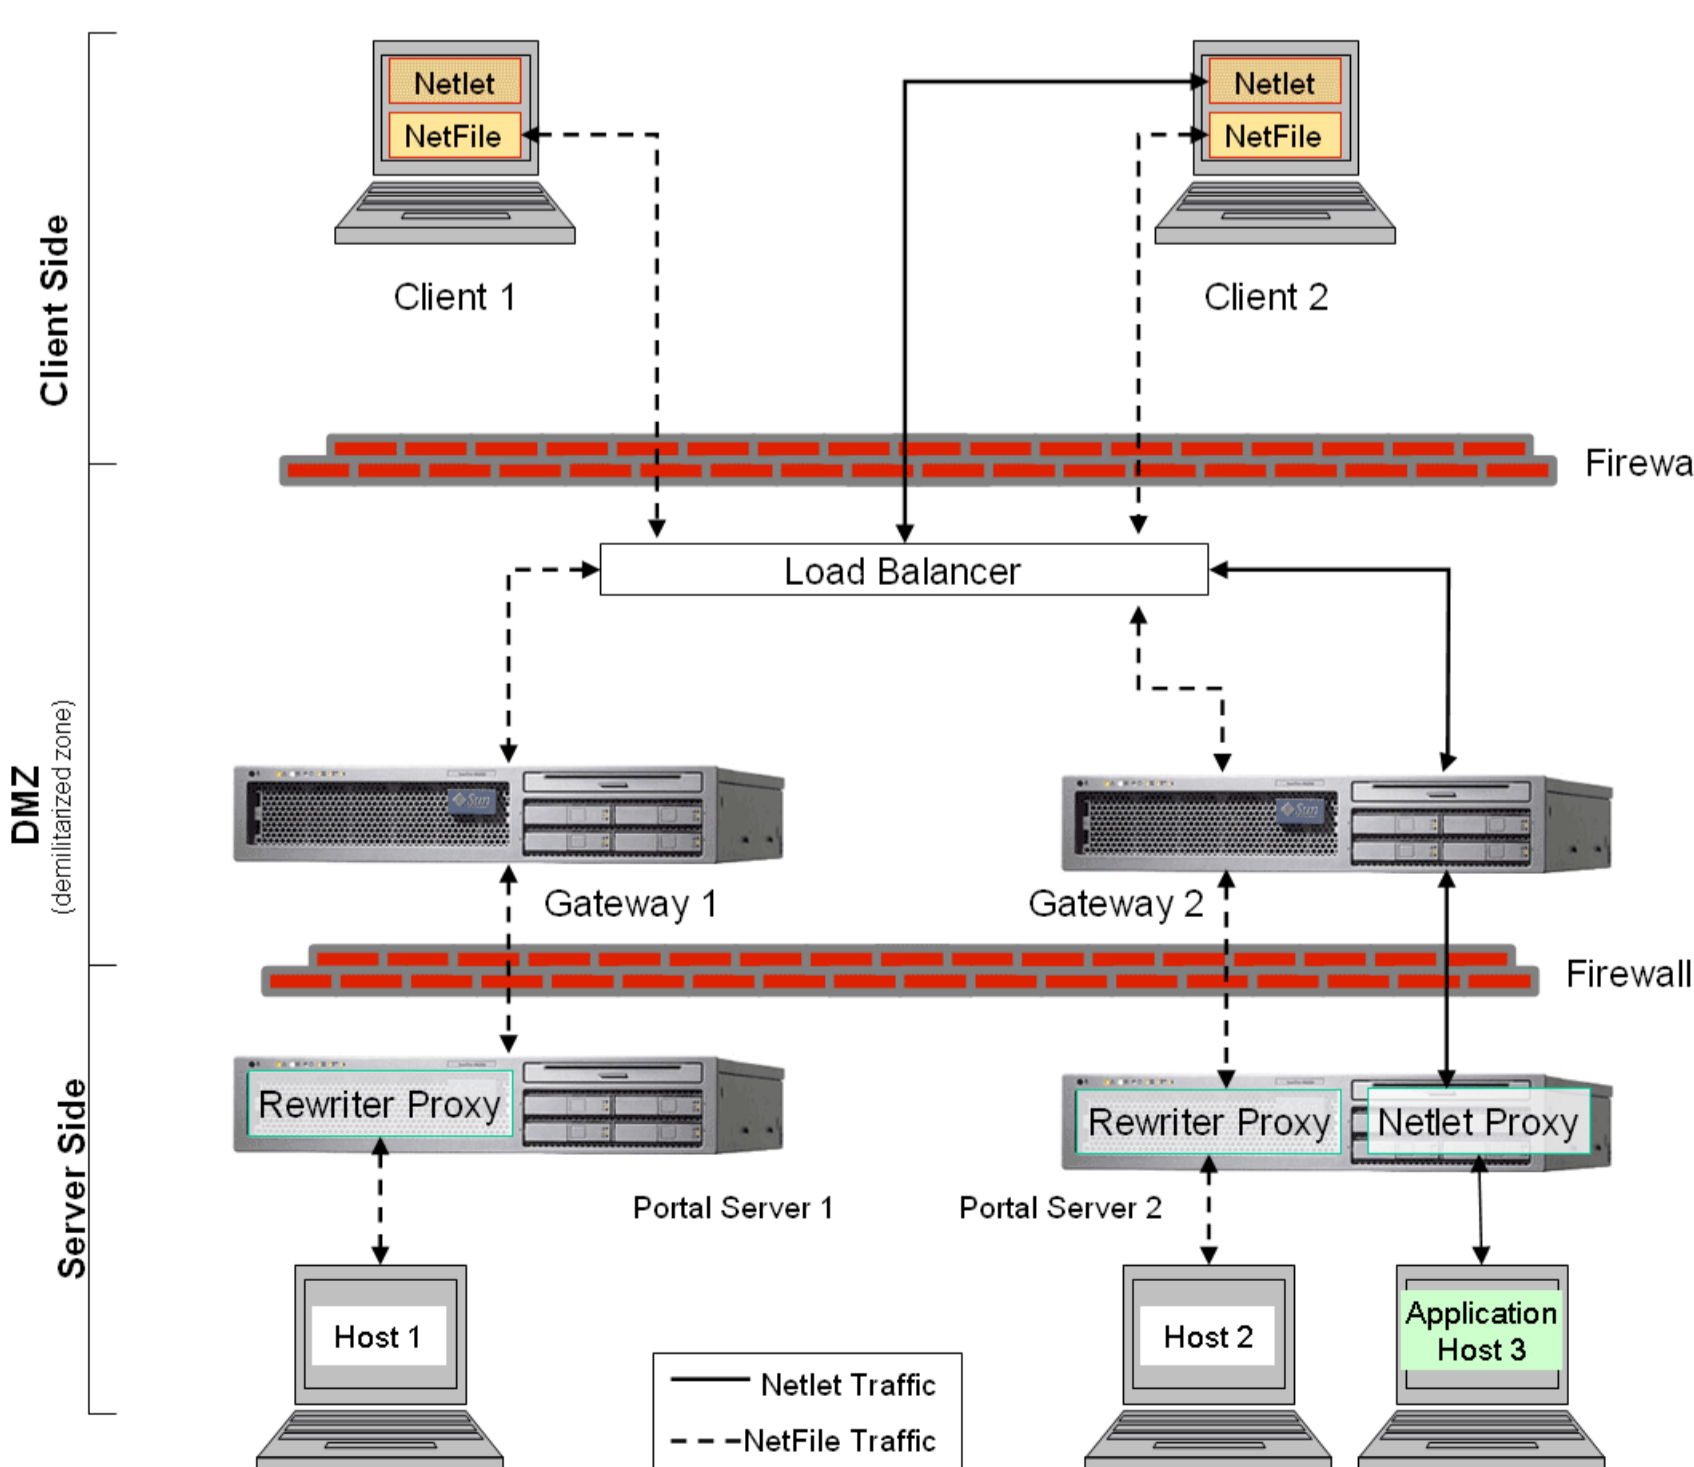 Netlet
NetFile
Netlet
NetFile
Client 1
Client 2
Client Side
Firewa
Load Balancer
DMZ
(demilitarized zone)
Sun
Sun
Gateway 1
Gateway 2
Firewall
Server Side
Rewriter Proxy
Rewriter Proxy
Netlet Proxy
Portal Server 1
Portal Server 2
Host 1
Host 2
Application
Host 3
Netlet Traffic
NetFile Traffic